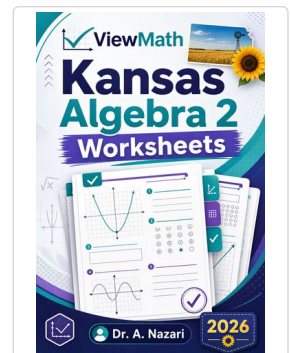 ViewMath
Kansas
Algebra 2
Worksheets
Dr. A. Nazari
2026